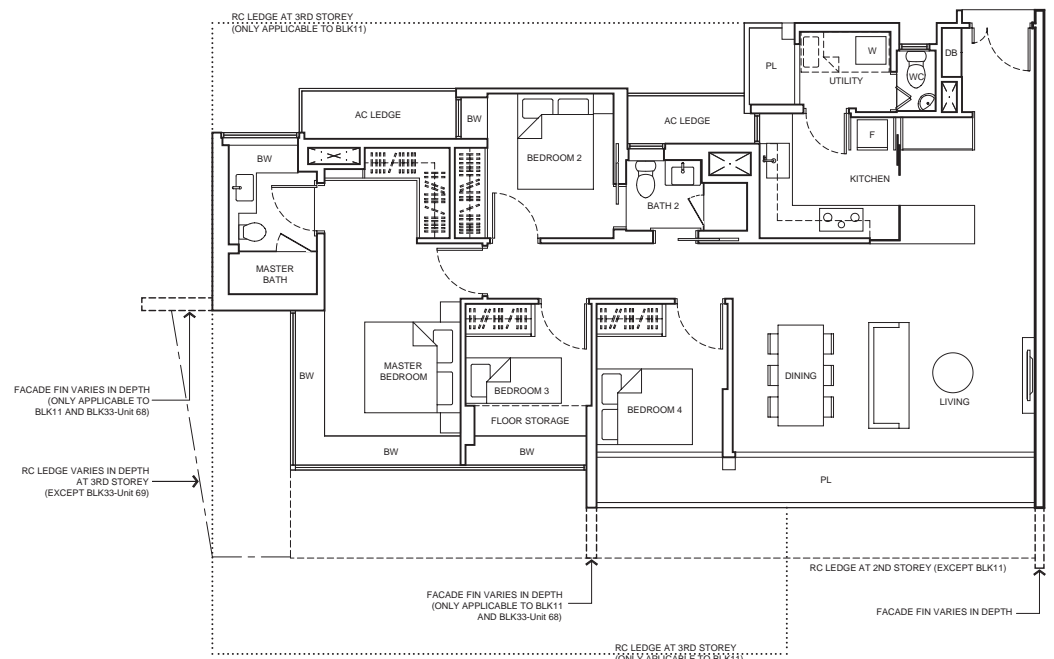 RC LEDGE AT 3RD STOREY
(ONLY APPLICABLE TO BLK11)
PL
W
UTILITY
WC
DB
AC LEDGE
BW
BEDROOM 2
AC LEDGE
F
KITCHEN
BW
BATH 2
MASTER
BATH
BW
MASTER
BEDROOM
BEDROOM 3
FLOOR STORAGE
BW
BW
BEDROOM 4
DINING
LIVING
PL
FACADE FIN VARIES IN DEPTH
(ONLY APPLICABLE TO
BLK11 AND BLK33-Unit 68)
RC LEDGE VARIES IN DEPTH
AT 3RD STOREY
(EXCEPT BLK33-Unit 69)
RC LEDGE AT 2ND STOREY (EXCEPT BLK11)
FACADE FIN VARIES IN DEPTH
(ONLY APPLICABLE TO BLK11
AND BLK33-Unit 68)
FACADE FIN VARIES IN DEPTH
RC LEDGE AT 3RD STOREY
(ONLY APLICABLE TO BLK11)